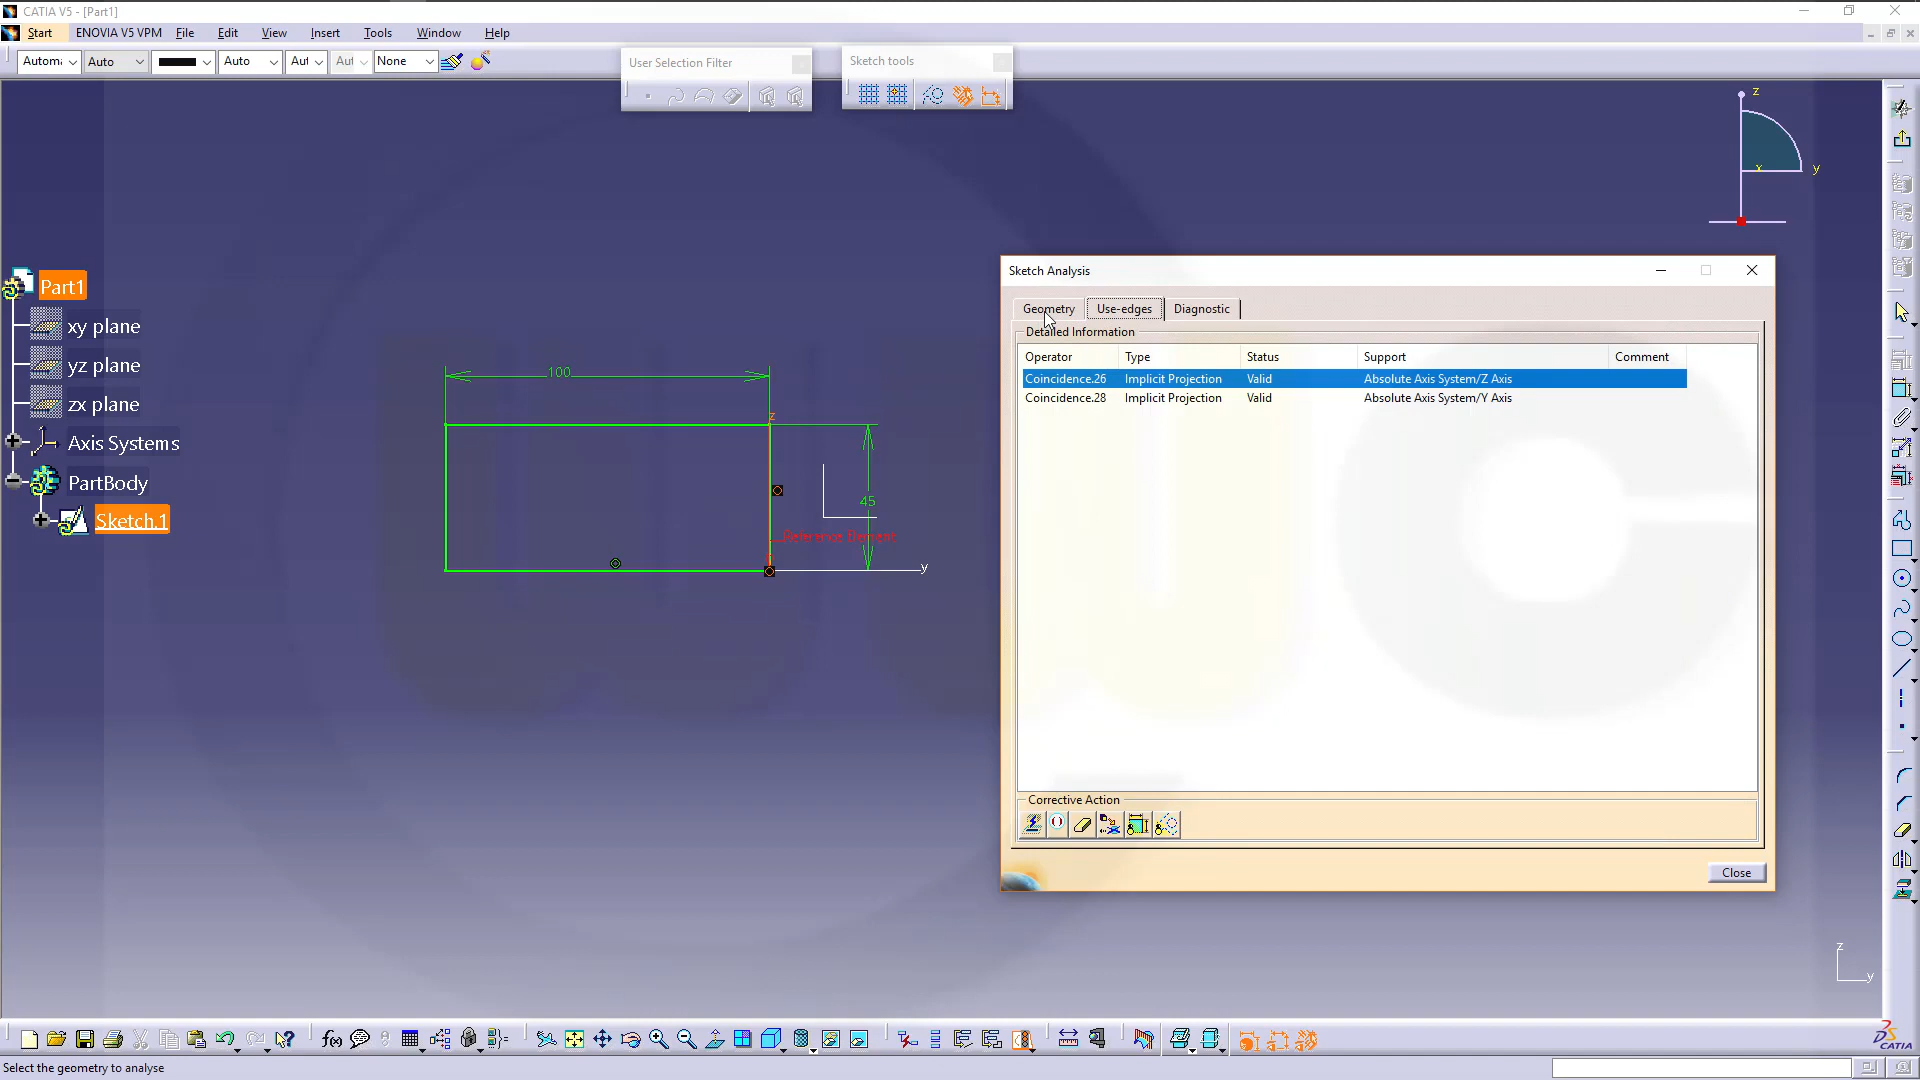 CATIA V5 - [Part1]
Start
ENOVIA V5 VPM
File
Edit
View
Insert
Tools
Window
Help
Auto
Auto
Aut
Aut
None
User Selection Filter
Sketch tools
z
x
y
Part1
xy plane
yz plane
zx plane
Axis Systems
PartBody
Sketch.1
100
z
45
Reference Element
y
Sketch Analysis
Geometry
Use-edges
Diagnostic
Detailed Information
Operator Type Status Support Comment
Coincidence.26 Implicit Projection Valid Absolute Axis System/Z Axis
Coincidence.28 Implicit Projection Valid Absolute Axis System/Y Axis
Corrective Action
Close
z
y
f(x)
CATIA
Select the geometry to analyse